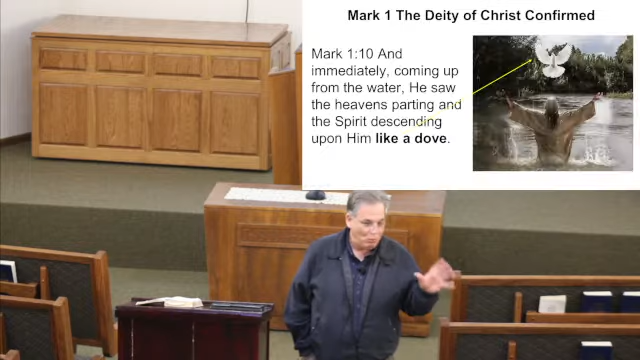 Mark 1 The Deity of Christ Confirmed
Mark 1:10 And
immediately, coming up
from the water, He saw
the heavens parting and
the Spirit descending
upon Him like a dove.